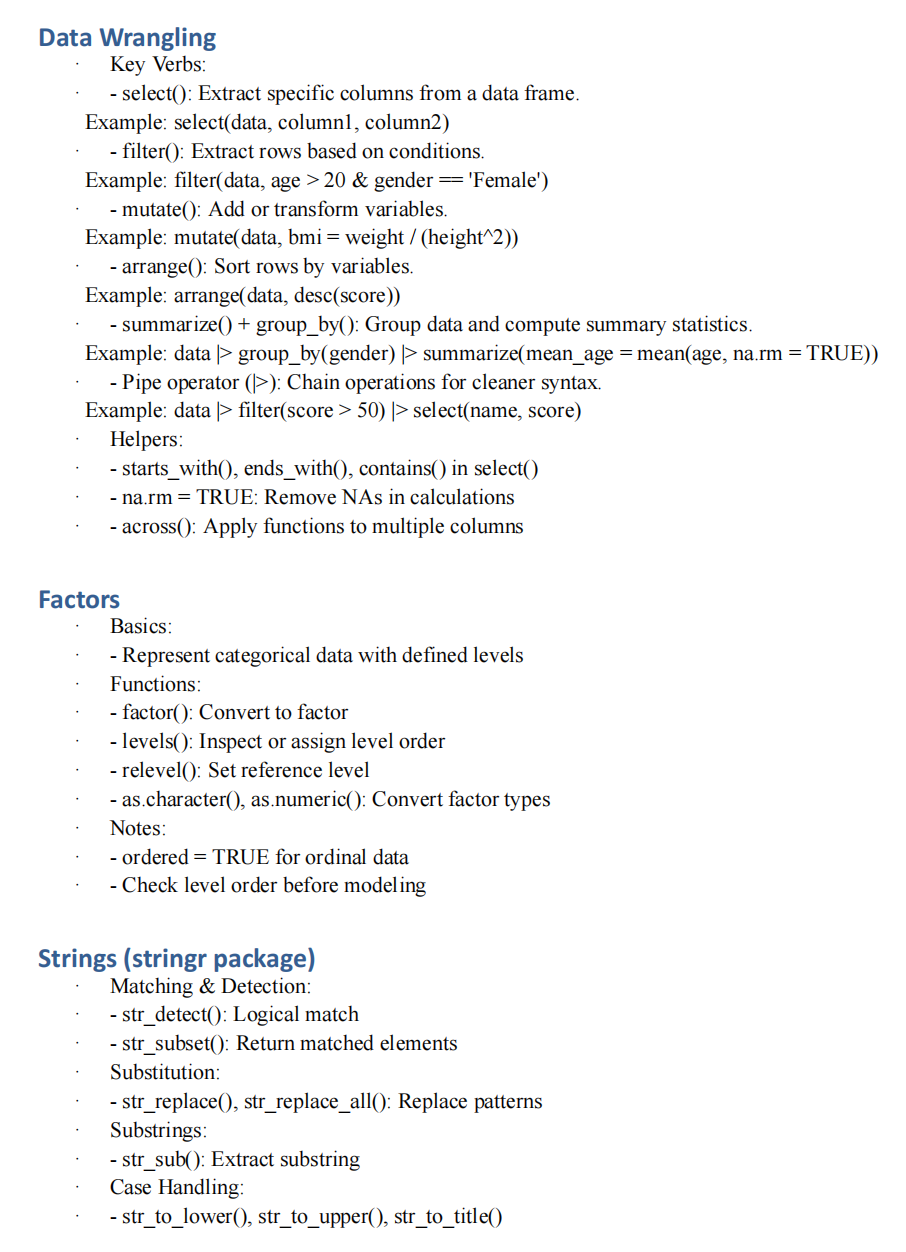 Data Wrangling
· Key Verbs:
· - select(): Extract specific columns from a data frame.
Example: select(data, column1, column2)
· - filter(): Extract rows based on conditions.
Example: filter(data, age > 20 & gender == 'Female')
· - mutate(): Add or transform variables.
Example: mutate(data, bmi = weight / (height^2))
· - arrange(): Sort rows by variables.
Example: arrange(data, desc(score))
· - summarize() + group_by(): Group data and compute summary statistics.
Example: data |> group_by(gender) |> summarize(mean_age = mean(age, na.rm = TRUE))
· - Pipe operator (|>): Chain operations for cleaner syntax.
Example: data |> filter(score > 50) |> select(name, score)
· Helpers:
· - starts_with(), ends_with(), contains() in select()
· - na.rm = TRUE: Remove NAs in calculations
· - across(): Apply functions to multiple columns
Factors
· Basics:
· - Represent categorical data with defined levels
· Functions:
· - factor(): Convert to factor
· - levels(): Inspect or assign level order
· - relevel(): Set reference level
· - as.character(), as.numeric(): Convert factor types
· Notes:
· - ordered = TRUE for ordinal data
· - Check level order before modeling
Strings (stringr package)
· Matching & Detection:
· - str_detect(): Logical match
· - str_subset(): Return matched elements
· Substitution:
· - str_replace(), str_replace_all(): Replace patterns
· Substrings:
· - str_sub(): Extract substring
· Case Handling:
· - str_to_lower(), str_to_upper(), str_to_title()